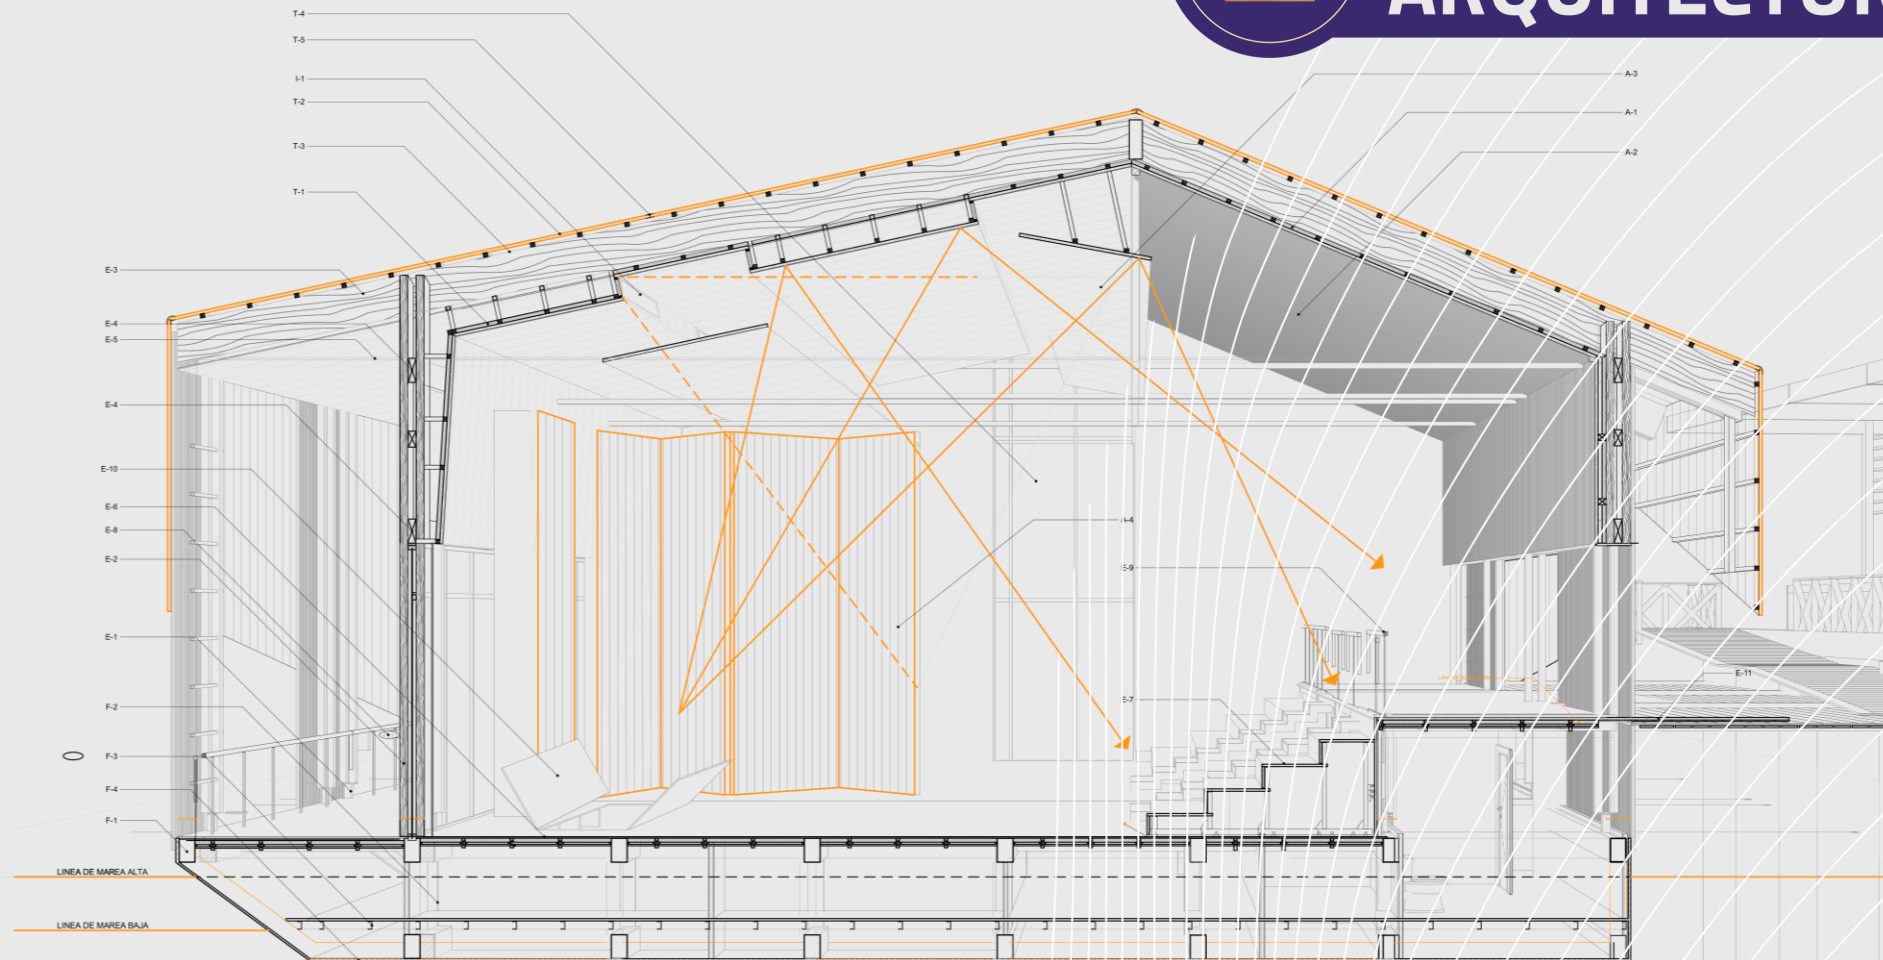 ARQUITECTUR
T-4
T-5
I-1
T-2
T-3
T-1
A-3
A-1
A-2
E-3
E-4
E-5
E-4
E-10
E-6
E-8
E-2
E-1
F-2
F-3
F-4
F-1
A-4
E-9
E-7
E-11
LINEA DE MAREA ALTA
LINEA DE MAREA BAJA